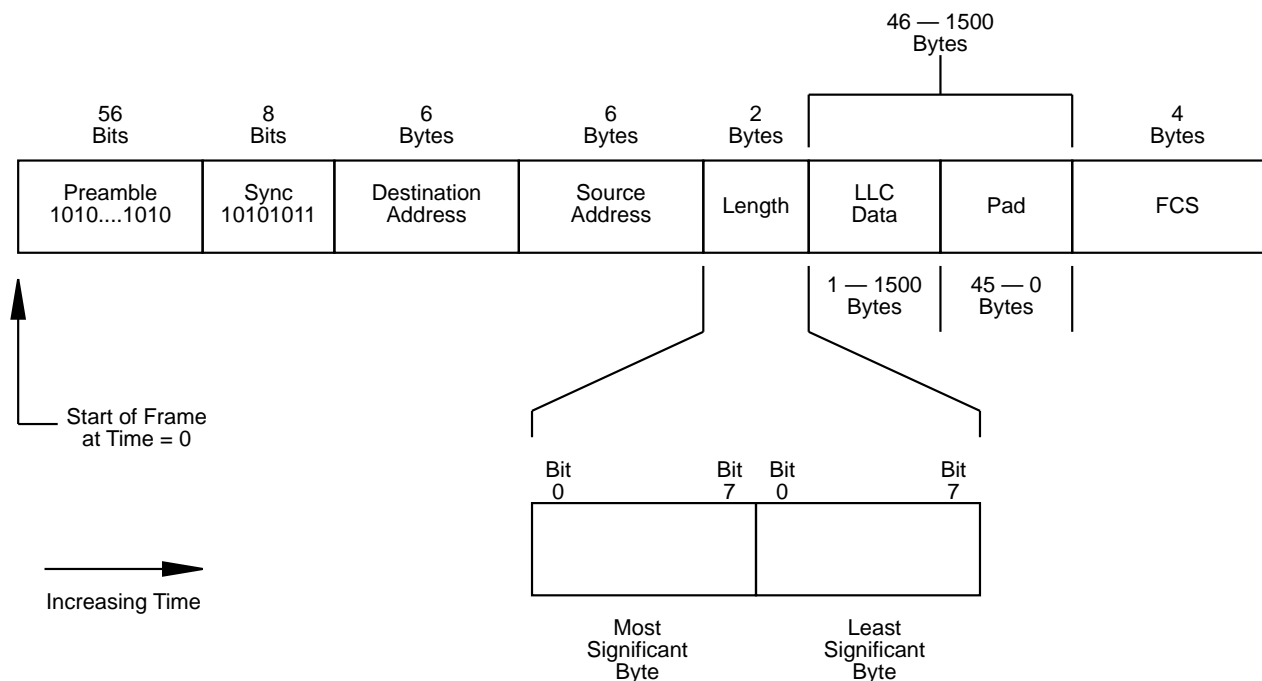 46 — 1500
Bytes
56
Bits
8
Bits
6
Bytes
6
Bytes
2
Bytes
4
Bytes
Preamble
1010....1010
Sync
10101011
Destination
Address
Source
Address
Length
LLC
Data
Pad
FCS
1 — 1500
Bytes
45 — 0
Bytes
Start of Frame
at Time = 0
Bit
0
Bit
7
Bit
0
Bit
7
Increasing Time
Most
Significant
Byte
Least
Significant
Byte